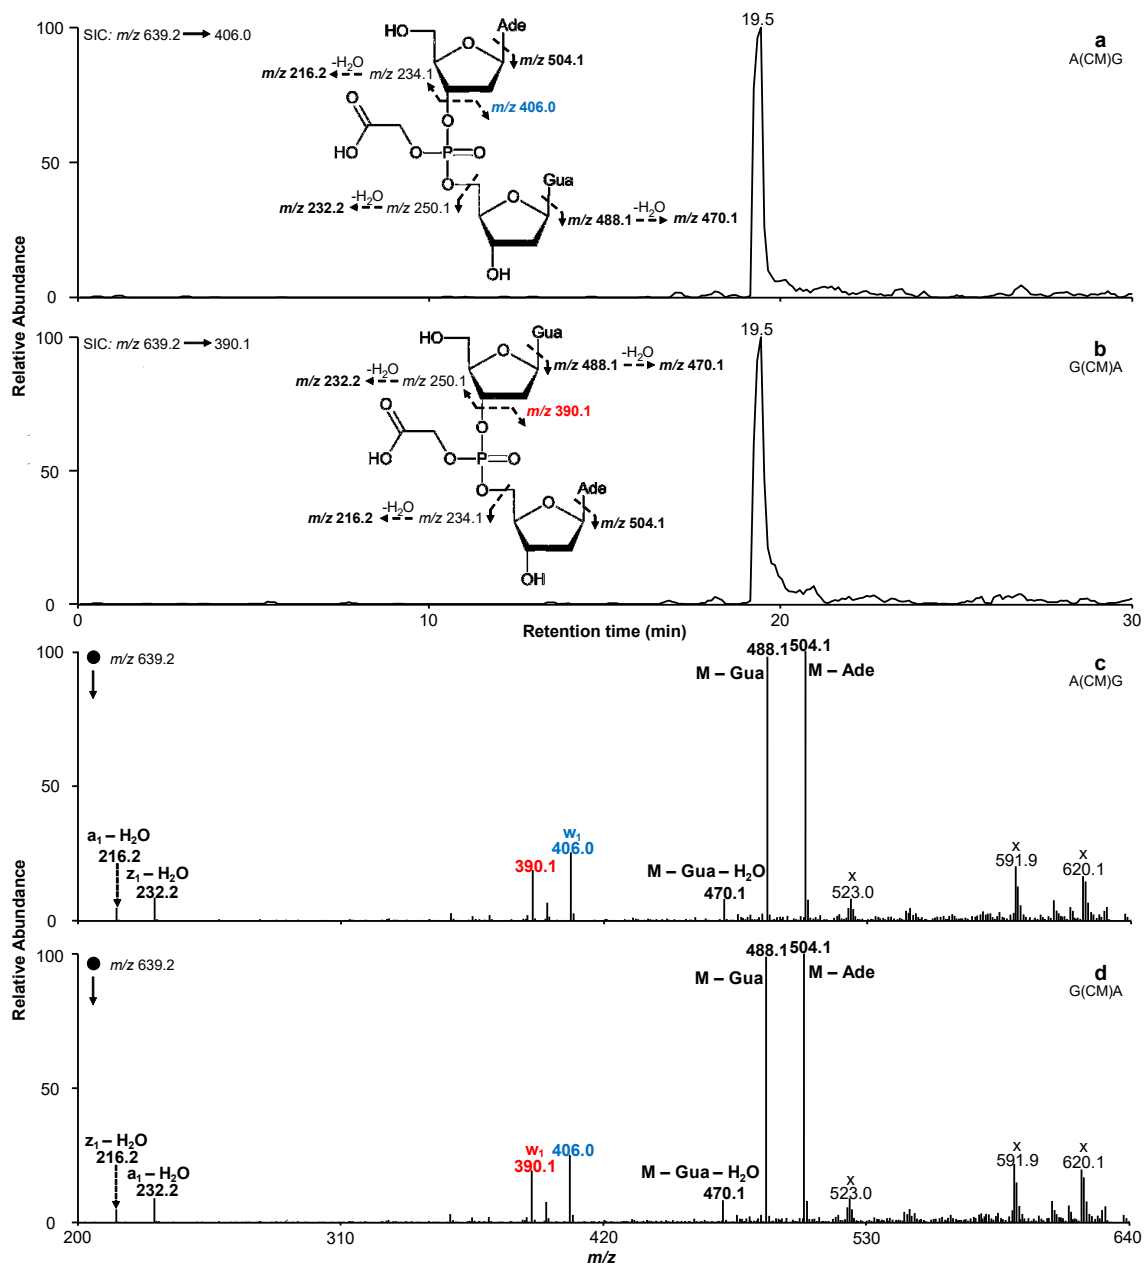 Relative Abundance
100
50
0
SIC: m/z 639.2 → 406.0
19.5
a
A(CM)G
HO
Ade
O
m/z 504.1
m/z 216.2
-H2O
m/z 234.1
m/z 406.0
O
O
HO
O
P
O
O
Gua
O
m/z 232.2
-H2O
m/z 250.1
m/z 488.1
-H2O
m/z 470.1
OH
100
50
0
SIC: m/z 639.2 → 390.1
19.5
b
G(CM)A
HO
Gua
O
m/z 488.1
-H2O
m/z 470.1
m/z 232.2
-H2O
m/z 250.1
m/z 390.1
O
O
HO
O
P
O
O
Ade
O
m/z 216.2
-H2O
m/z 234.1
m/z 504.1
OH
0
10
20
30
Retention time (min)
Relative Abundance
100
50
0
m/z 639.2
488.1
504.1
M – Gua
M – Ade
c
A(CM)G
a1 – H2O
216.2
z1 – H2O
232.2
390.1
w1
406.0
M – Gua – H2O
470.1
x
523.0
x
591.9
x
620.1
Relative Abundance
100
50
0
m/z 639.2
488.1
504.1
M – Gua
M – Ade
d
G(CM)A
z1 – H2O
216.2
a1 – H2O
232.2
w1
390.1
406.0
M – Gua – H2O
470.1
x
523.0
x
591.9
x
620.1
200
310
420
530
640
m/z